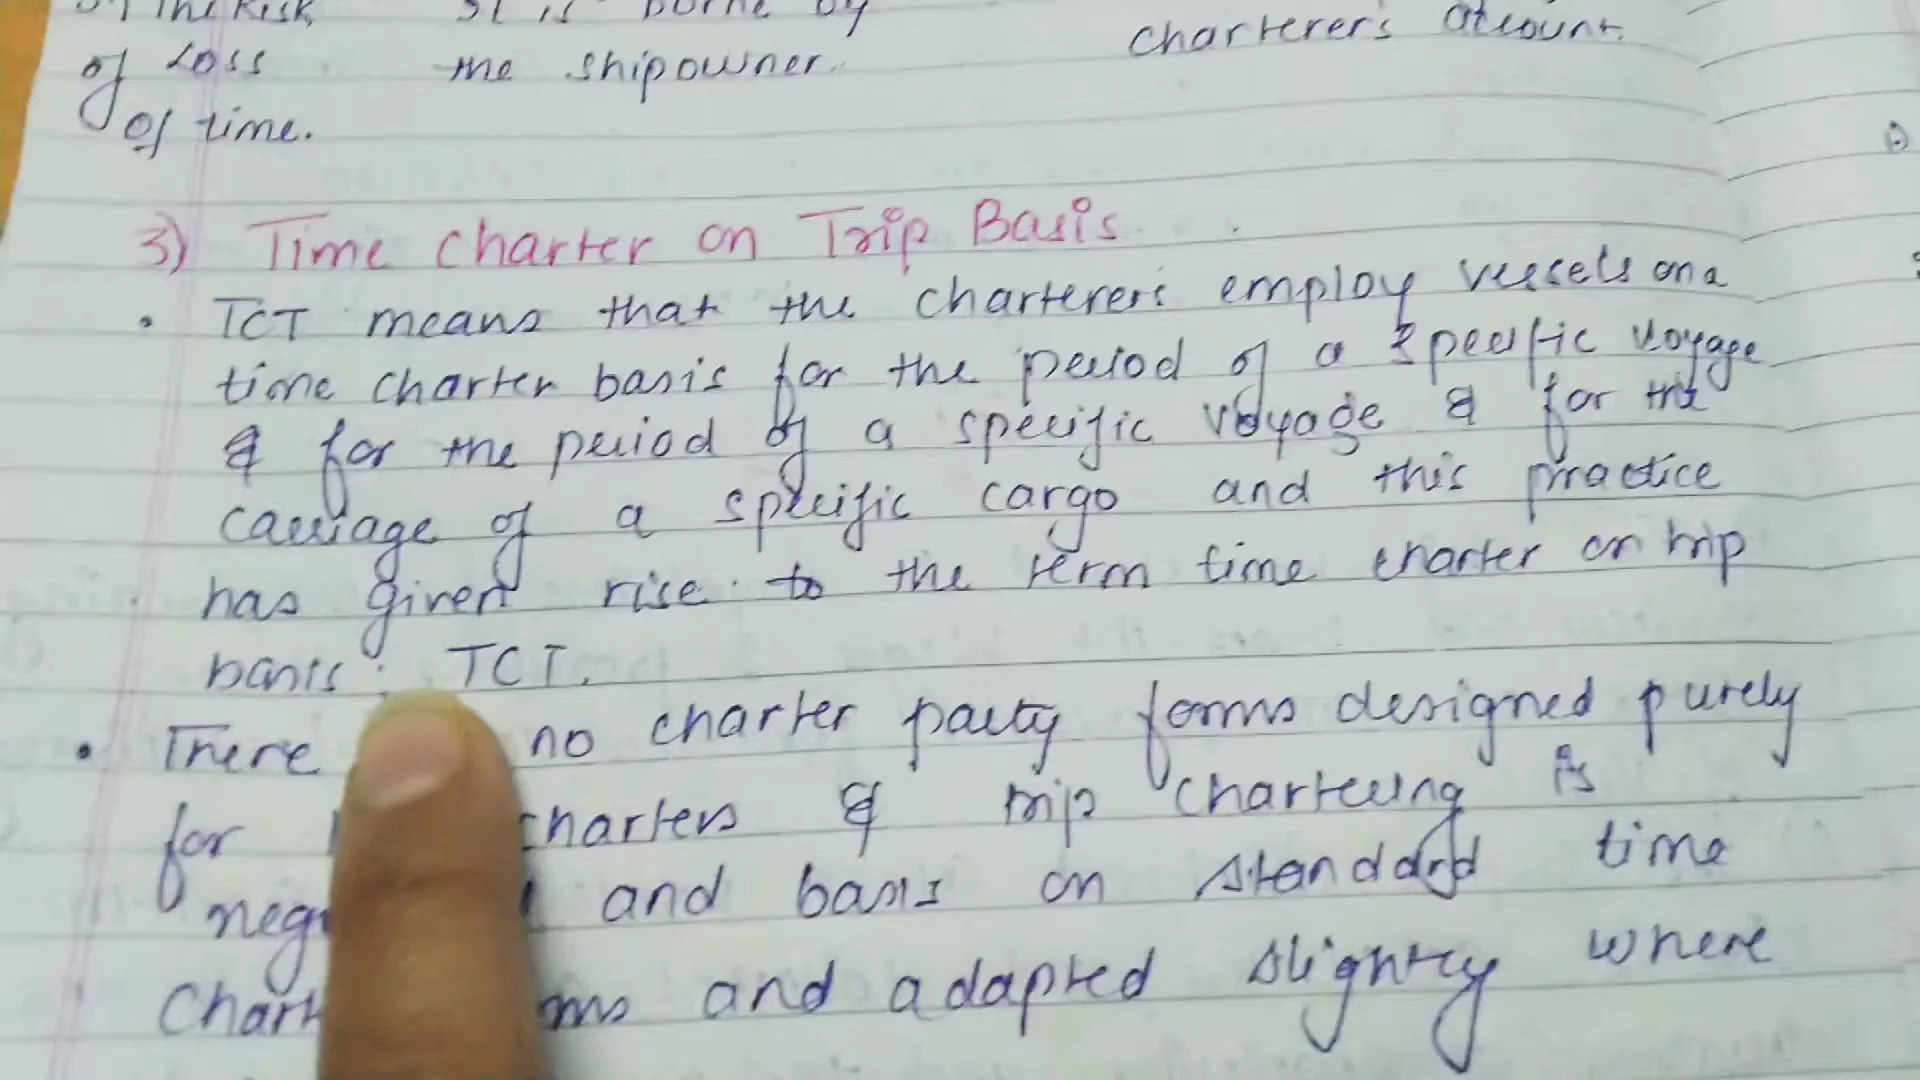 of Loss the shipowner. charterer's account.
of time.
3) Time Charter on Trip Basis.
• TCT means that the charterers employ vessels on a
time charter basis for the period of a specific voyage
& for the period of a specific voyage & for the
carriage of a specific cargo and this practice
has given rise to the term time charter on trip
basis: TCT.
• There no charter party forms designed purely
for charters & trip chartering is
and basis on standard time
ms and adapted slightly where